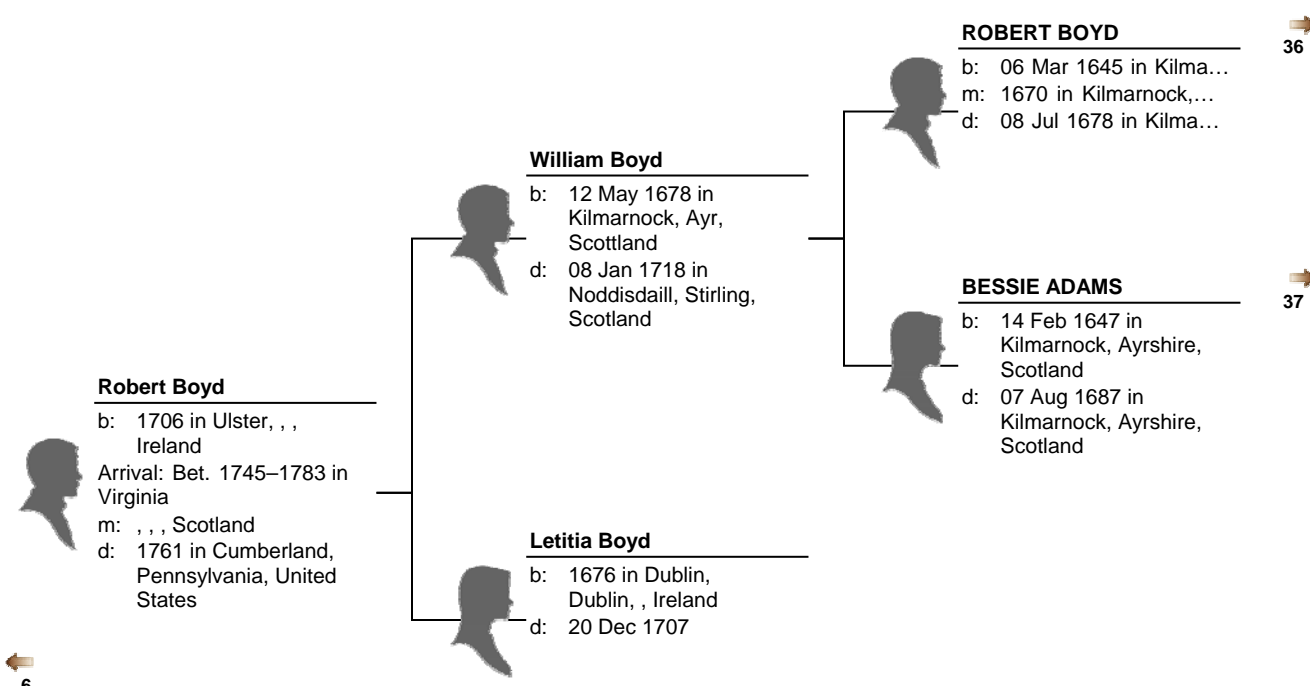 ROBERT BOYD
b: 06 Mar 1645 in Kilma…
m: 1670 in Kilmarnock,…
d: 08 Jul 1678 in Kilma…
36
William Boyd
b: 12 May 1678 in
Kilmarnock, Ayr,
Scottland
d: 08 Jan 1718 in
Noddisdaill, Stirling,
Scotland
BESSIE ADAMS
b: 14 Feb 1647 in
Kilmarnock, Ayrshire,
Scotland
d: 07 Aug 1687 in
Kilmarnock, Ayrshire,
Scotland
37
Robert Boyd
b: 1706 in Ulster, , ,
Ireland
Arrival: Bet. 1745–1783 in
Virginia
m: , , , Scotland
d: 1761 in Cumberland,
Pennsylvania, United
States
Letitia Boyd
b: 1676 in Dublin,
Dublin, , Ireland
d: 20 Dec 1707
6